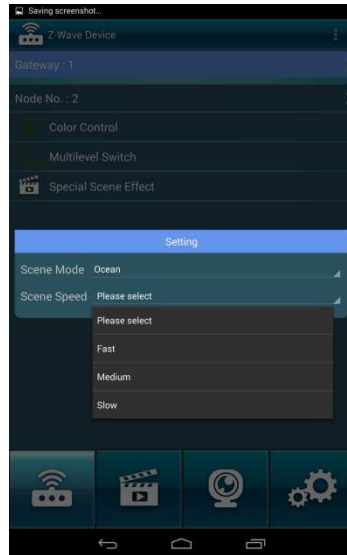 Saving screenshot...
Z-Wave Device
Gateway : 1
Node No. : 2
Color Control
Multilevel Switch
Special Scene Effect
Setting
Scene Mode Ocean
Scene Speed Please select
Please select
Fast
Medium
Slow